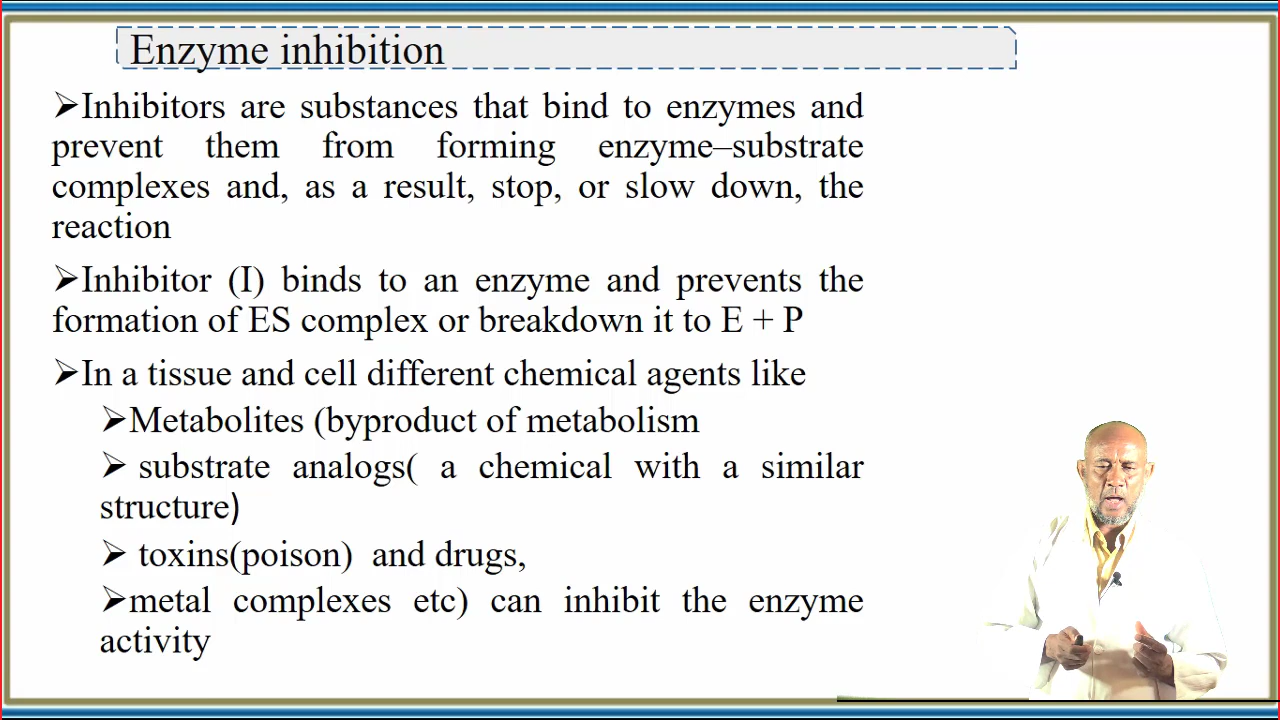 Enzyme inhibition
➢Inhibitors are substances that bind to enzymes and
prevent them from forming enzyme–substrate
complexes and, as a result, stop, or slow down, the
reaction
➢Inhibitor (I) binds to an enzyme and prevents the
formation of ES complex or breakdown it to E + P
➢In a tissue and cell different chemical agents like
➢Metabolites (byproduct of metabolism
➢ substrate analogs( a chemical with a similar
structure)
➢ toxins(poison) and drugs,
➢metal complexes etc) can inhibit the enzyme
activity